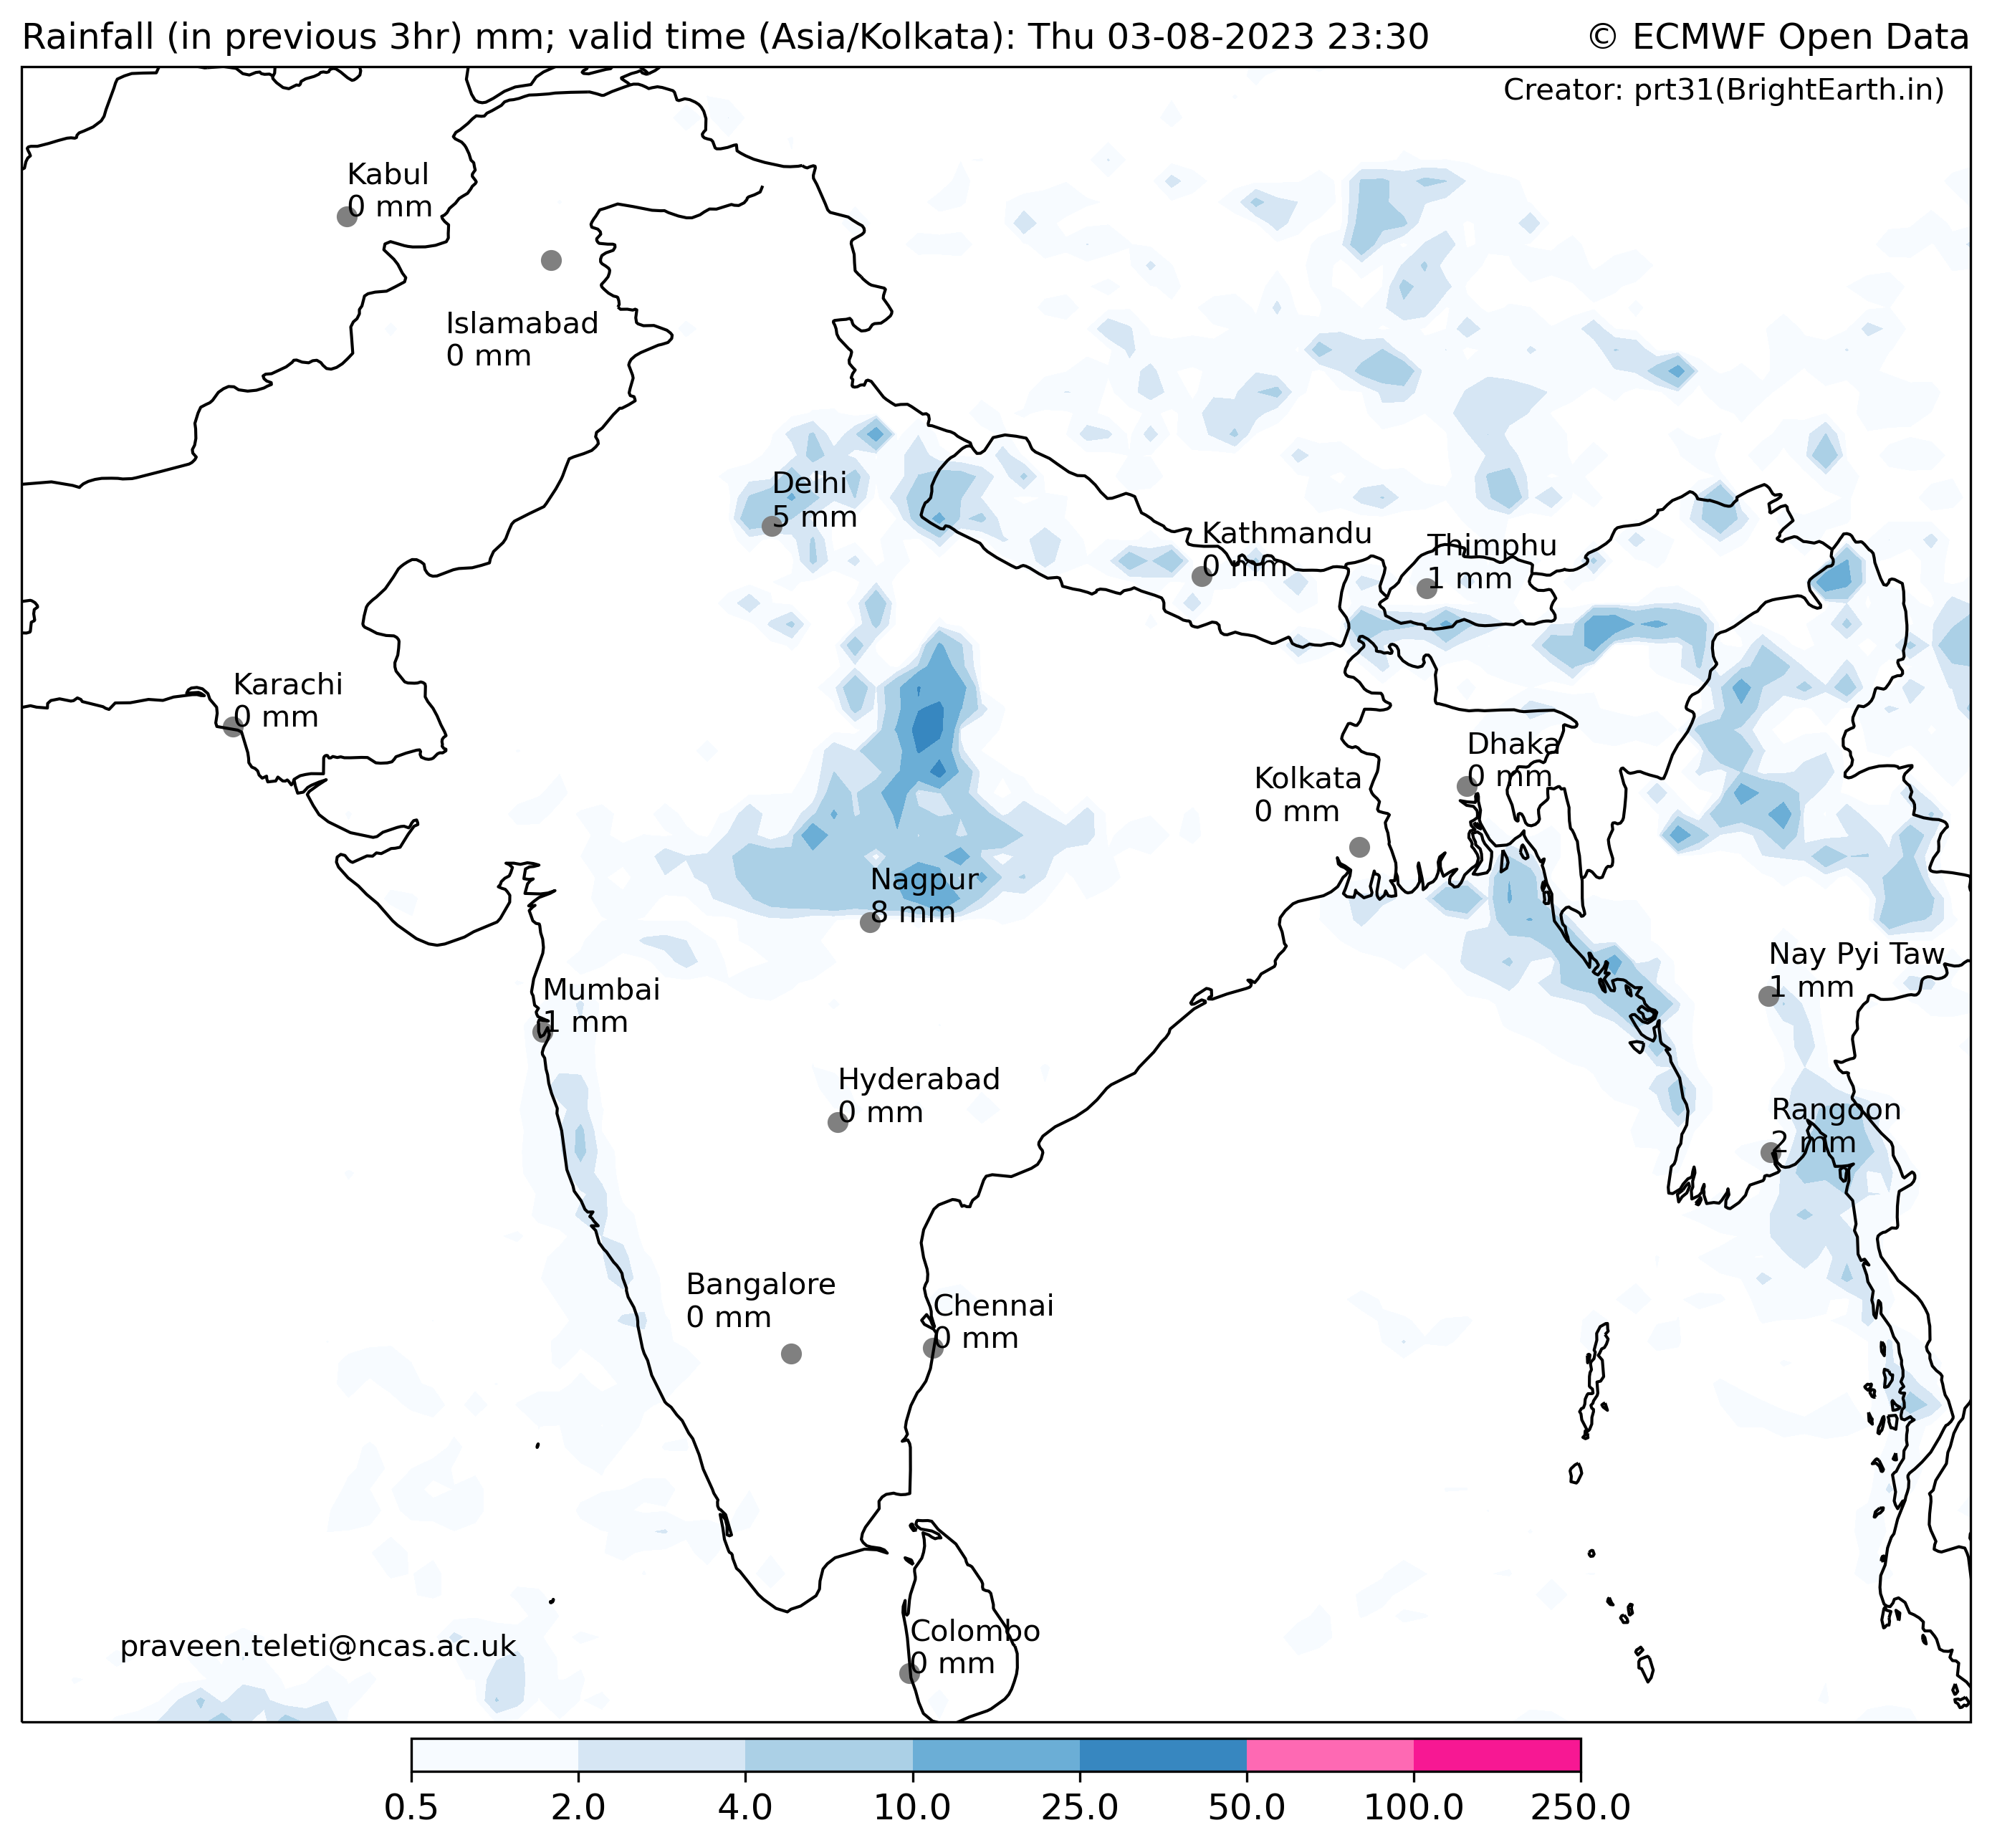 Rainfall (in previous 3hr) mm; valid time (Asia/Kolkata): Thu 03-08-2023 23:30
© ECMWF Open Data
Creator: prt31(BrightEarth.in)
Kabul
0 mm
Islamabad
0 mm
Delhi
5 mm
Kathmandu
0 mm
Thimphu
1 mm
Karachi
0 mm
Dhaka
0 mm
Kolkata
0 mm
Nagpur
8 mm
Nay Pyi Taw
1 mm
Mumbai
1 mm
Hyderabad
0 mm
Rangoon
2 mm
Bangalore
0 mm
Chennai
0 mm
Colombo
0 mm
praveen.teleti@ncas.ac.uk
0.5 2.0 4.0 10.0 25.0 50.0 100.0 250.0